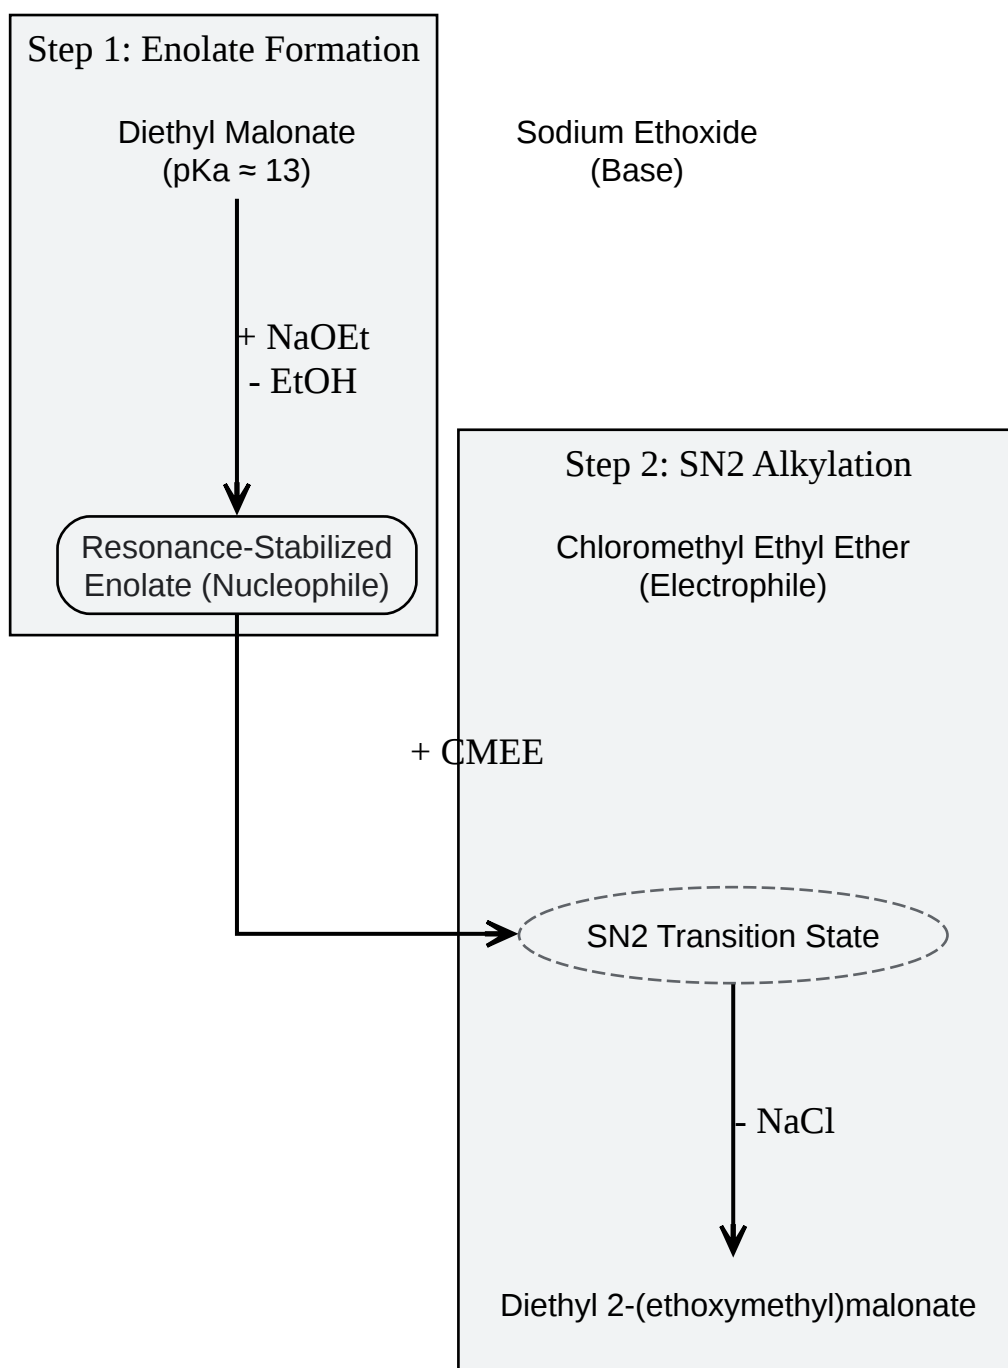 Step 1: Enolate Formation
Diethyl Malonate
(pKa ≈ 13)
Sodium Ethoxide
(Base)
+ NaOEt
- EtOH
Resonance-Stabilized
Enolate (Nucleophile)
Step 2: SN2 Alkylation
Chloromethyl Ethyl Ether
(Electrophile)
+ CMEE
SN2 Transition State
- NaCl
Diethyl 2-(ethoxymethyl)malonate